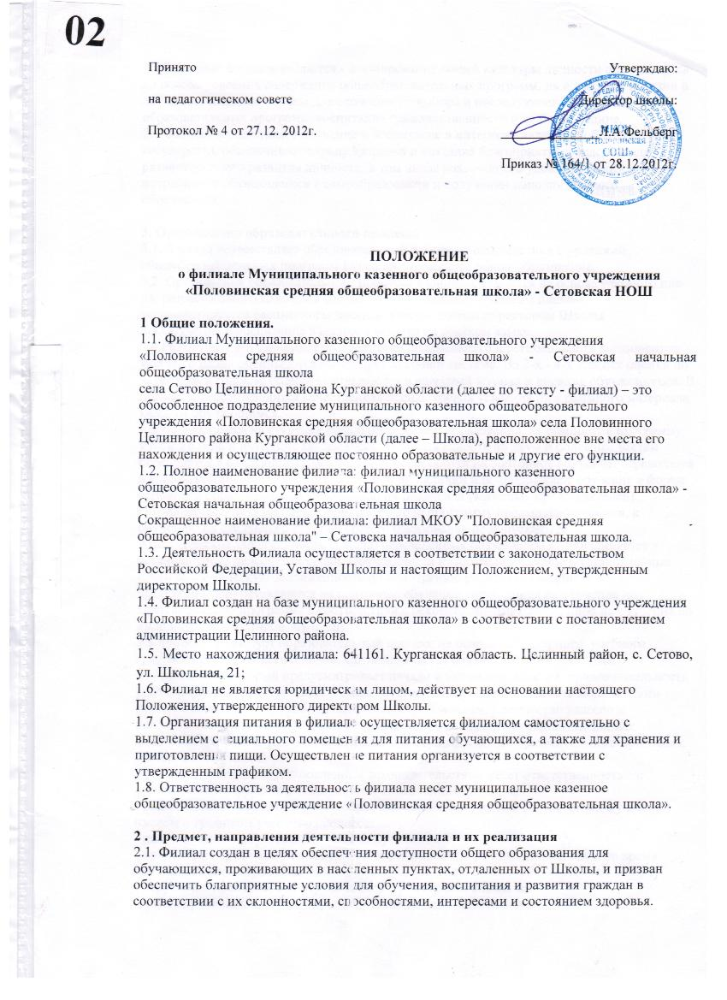 02
Принято Утверждаю:
на педагогическом совете Директор школы:
Протокол № 4 от 27.12. 2012г. Л.А.Фельберг
МКОУ «Половинская СОШ»
Приказ № 164/1 от 28.12.2012г.
ПОЛОЖЕНИЕ
о филиале Муниципального казенного общеобразовательного учреждения
«Половинская средняя общеобразовательная школа» - Сетовская НОШ
1 Общие положения.
1.1. Филиал Муниципального казенного общеобразовательного учреждения
«Половинская средняя общеобразовательная школа» - Сетовская начальная
общеобразовательная школа
села Сетово Целинного района Курганской области (далее по тексту - филиал) – это
обособленное подразделение муниципального казенного общеобразовательного
учреждения «Половинская средняя общеобразовательная школа» села Половинного
Целинного района Курганской области (далее – Школа), расположенное вне места его
нахождения и осуществляющее постоянно образовательные и другие его функции.
1.2. Полное наименование филиала: филиал муниципального казенного
общеобразовательного учреждения «Половинская средняя общеобразовательная школа» -
Сетовская начальная общеобразовательная школа
Сокращенное наименование филиала: филиал МКОУ "Половинская средняя
общеобразовательная школа" – Сетовска начальная общеобразовательная школа.
1.3. Деятельность Филиала осуществляется в соответствии с законодательством
Российской Федерации, Уставом Школы и настоящим Положением, утвержденным
директором Школы.
1.4. Филиал создан на базе муниципального казенного общеобразовательного учреждения
«Половинская средняя общеобразовательная школа» в соответствии с постановлением
администрации Целинного района.
1.5. Место нахождения филиала: 641161. Курганская область. Целинный район, с. Сетово,
ул. Школьная, 21;
1.6. Филиал не является юридическим лицом, действует на основании настоящего
Положения, утвержденного директором Школы.
1.7. Организация питания в филиале осуществляется филиалом самостоятельно с
выделением специального помещения для питания обучающихся, а также для хранения и
приготовления пищи. Осуществление питания организуется в соответствии с
утвержденным графиком.
1.8. Ответственность за деятельность филиала несет муниципальное казенное
общеобразовательное учреждение «Половинская средняя общеобразовательная школа».
2 . Предмет, направления деятельности филиала и их реализация
2.1. Филиал создан в целях обеспечения доступности общего образования для
обучающихся, проживающих в населенных пунктах, отдаленных от Школы, и призван
обеспечить благоприятные условия для обучения, воспитания и развития граждан в
соответствии с их склонностями, способностями, интересами и состоянием здоровья.